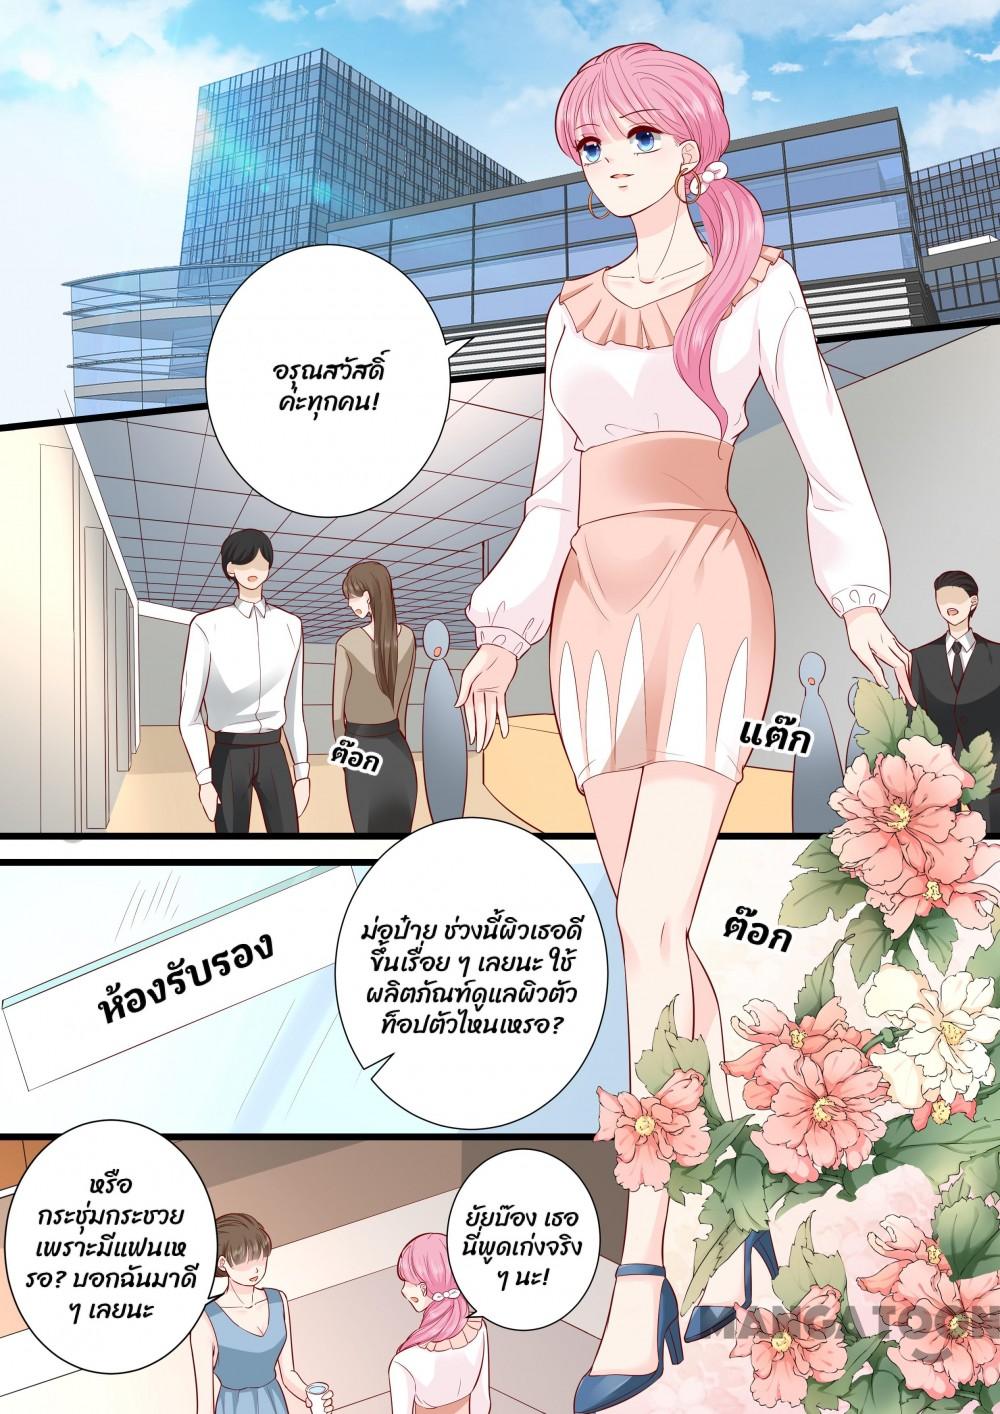 อรุณสวัสดิ์
ค่ะทุกคน!
ต๊อก
แต๊ก
ต๊อก
ห้องรับรอง
ม่อป๋าย ช่วงนี้ผิวเธอดี
ขึ้นเรื่อย ๆ เลยนะ ใช้
ผลิตภัณฑ์ดูแลผิวตัว
ท็อปตัวไหนเหรอ?
หรือ
กระชุ่มกระชวย
เพราะมีแฟนเห
รอ? บอกฉันมาดี
ๆ เลยนะ
ยัยบ๊อง เธอ
นี่พูดเก่งจริง
ๆ นะ!
MANGATOON